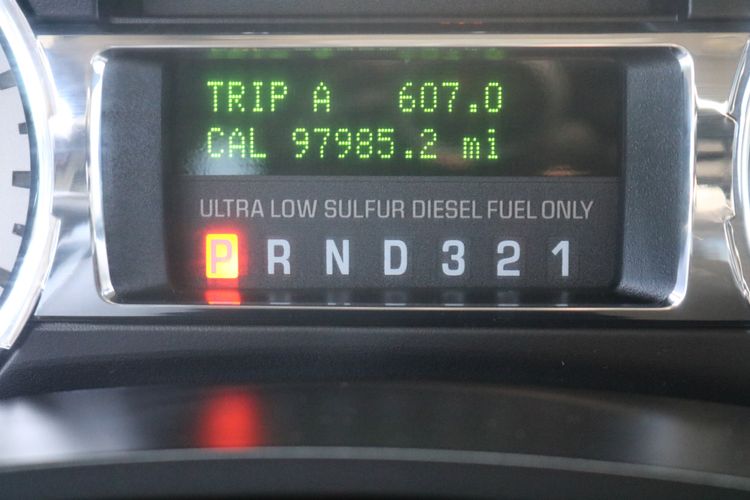 TRIP A 607.0
CAL 97985.2 mi
ULTRA LOW SULFUR DIESEL FUEL ONLY
P R N D 3 2 1